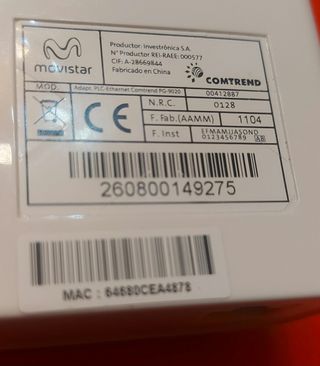 movistar
Productor: Investrónica S.A.
Nº Productor REI-RAEE: 000577
CIF: A-28669844
Fabricado en China
COMTREND
MOD. Adapt. PLC-Ethernet Comtrend PG-9020 00412887
N.R.C. 0128
CE
F. Fab.(AAMM) 1104
F. Inst EFMAMJJASOND
0123456789
260800149275
MAC : 64680CEA4878